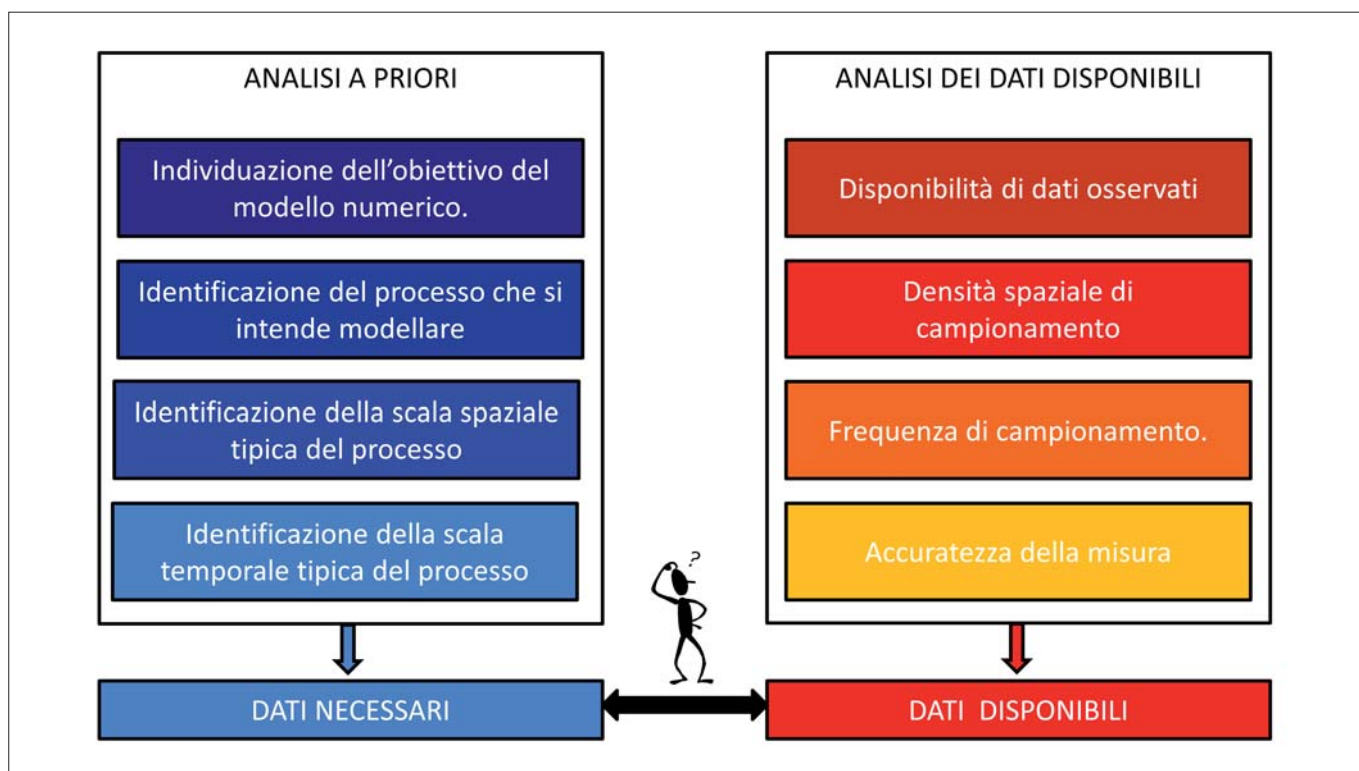 ANALISI A PRIORI
Individuazione dell'obiettivo del
modello numerico.
Identificazione del processo che si
intende modellare
Identificazione della scala spaziale
tipica del processo
Identificazione della scala
temporale tipica del processo
DATI NECESSARI
?
ANALISI DEI DATI DISPONIBILI
Disponibilità di dati osservati
Densità spaziale di
campionamento
Frequenza di campionamento.
Accuratezza della misura
DATI DISPONIBILI